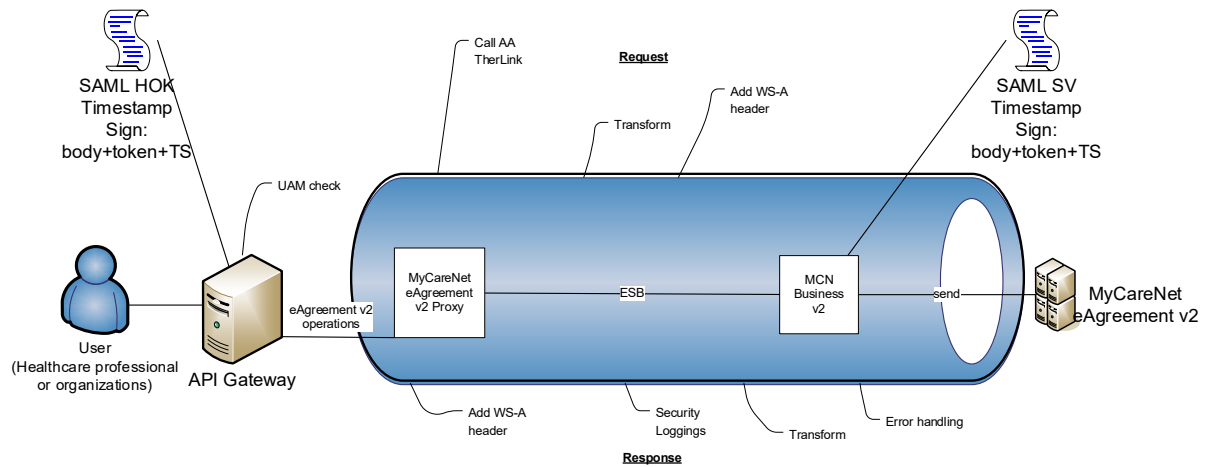 Call AA
TherLink
Request
SAML HOK
Timestamp
Sign:
body+token+TS
SAML SV
Timestamp
Sign:
body+token+TS
Add WS-A
header
Transform
UAM check
MyCareNet
eAgreement
v2 Proxy
MCN
Business
v2
ESB
send
eAgreement v2
operations
MyCareNet
eAgreement v2
User
(Healthcare professional
or organizations)
API Gateway
Add WS-A
header
Security
Loggings
Transform
Error handling
Response